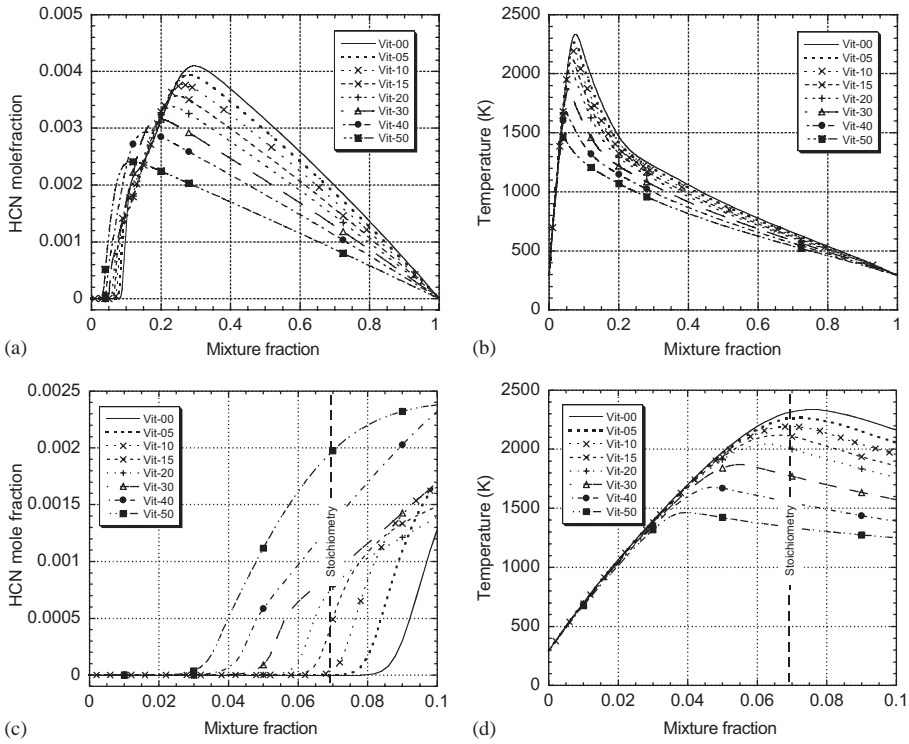 HCN molefraction
0.005
0.004
0.003
0.002
0.001
0
Vit-00
Vit-05
Vit-10
Vit-15
Vit-20
Vit-30
Vit-40
Vit-50
0 0.2 0.4 0.6 0.8 1
Mixture fraction
(a)
Temperature (K)
2500
2000
1500
1000
500
0
Vit-00
Vit-05
Vit-10
Vit-15
Vit-20
Vit-30
Vit-40
Vit-50
0 0.2 0.4 0.6 0.8 1
Mixture fraction
(b)
HCN mole fraction
0.0025
0.002
0.0015
0.001
0.0005
0
Vit-00
Vit-05
Vit-10
Vit-15
Vit-20
Vit-30
Vit-40
Vit-50
Stoichiometry
0 0.02 0.04 0.06 0.08 0.1
Mixture fraction
(c)
Temperature (K)
2500
2000
1500
1000
500
0
Vit-00
Vit-05
Vit-10
Vit-15
Vit-20
Vit-30
Vit-40
Vit-50
Stoichiometry
0 0.02 0.04 0.06 0.08 0.1
Mixture fraction
(d)